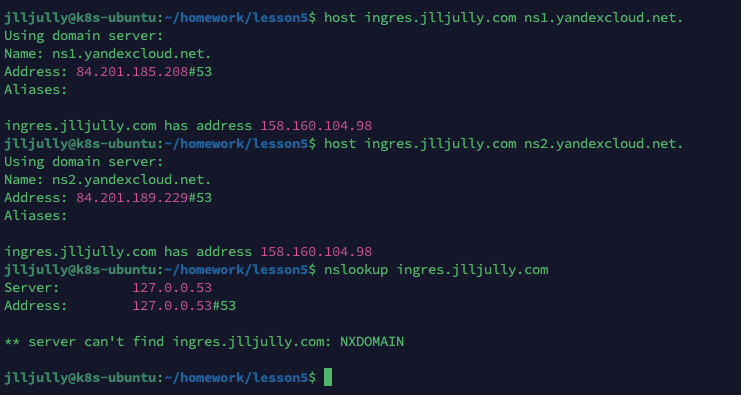 jlljully@k8s-ubuntu:~/homework/lesson5$ host ingres.jlljully.com ns1.yandexcloud.net.
Using domain server:
Name: ns1.yandexcloud.net.
Address: 84.201.185.208#53
Aliases:
ingres.jlljully.com has address 158.160.104.98
jlljully@k8s-ubuntu:~/homework/lesson5$ host ingres.jlljully.com ns2.yandexcloud.net.
Using domain server:
Name: ns2.yandexcloud.net.
Address: 84.201.189.229#53
Aliases:
ingres.jlljully.com has address 158.160.104.98
jlljully@k8s-ubuntu:~/homework/lesson5$ nslookup ingres.jlljully.com
Server: 127.0.0.53
Address: 127.0.0.53#53
** server can't find ingres.jlljully.com: NXDOMAIN
jlljully@k8s-ubuntu:~/homework/lesson5$